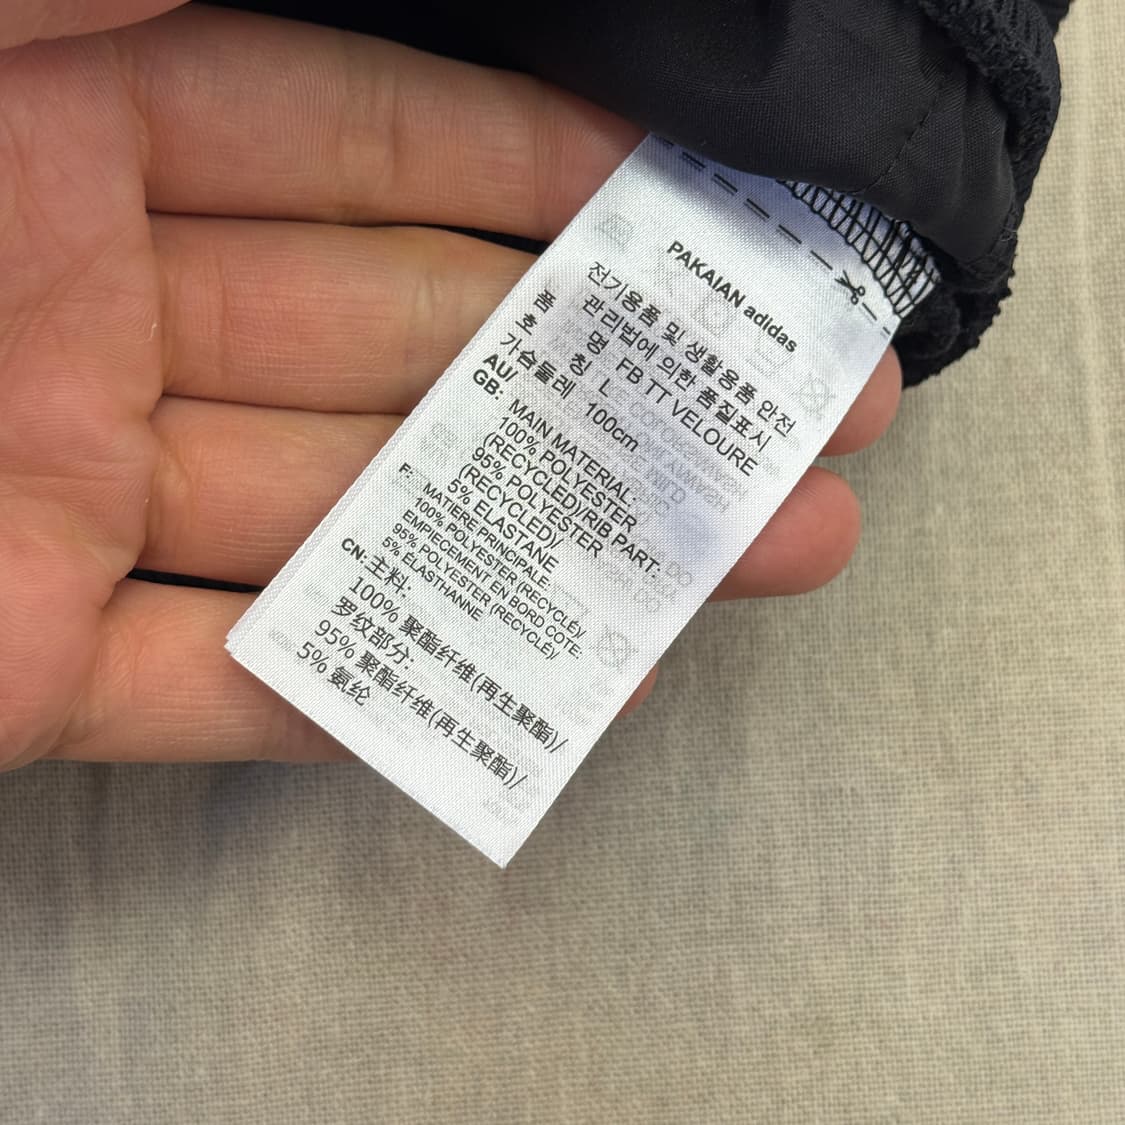 PAKAIAN adidas
전기용품 및 생활용품 안전
관리법에 의한 품질표시
품 명 FB TT VELOURE
호 칭 L
가슴둘레 100cm
AU/
GB: MAIN MATERIAL:
100% POLYESTER
(RECYCLED)/RIB PART:
95% POLYESTER
(RECYCLED)/
5% ELASTANE
F: MATIERE PRINCIPALE:
100% POLYESTER (RECYCLÉ)/
EMPIECEMENT EN BORD COTE:
95% POLYESTER (RECYCLÉ)/
5% ÉLASTHANNE
CN:主料:
100% 聚酯纤维(再生聚酯)/
罗纹部分:
95% 聚酯纤维(再生聚酯)/
5% 氨纶